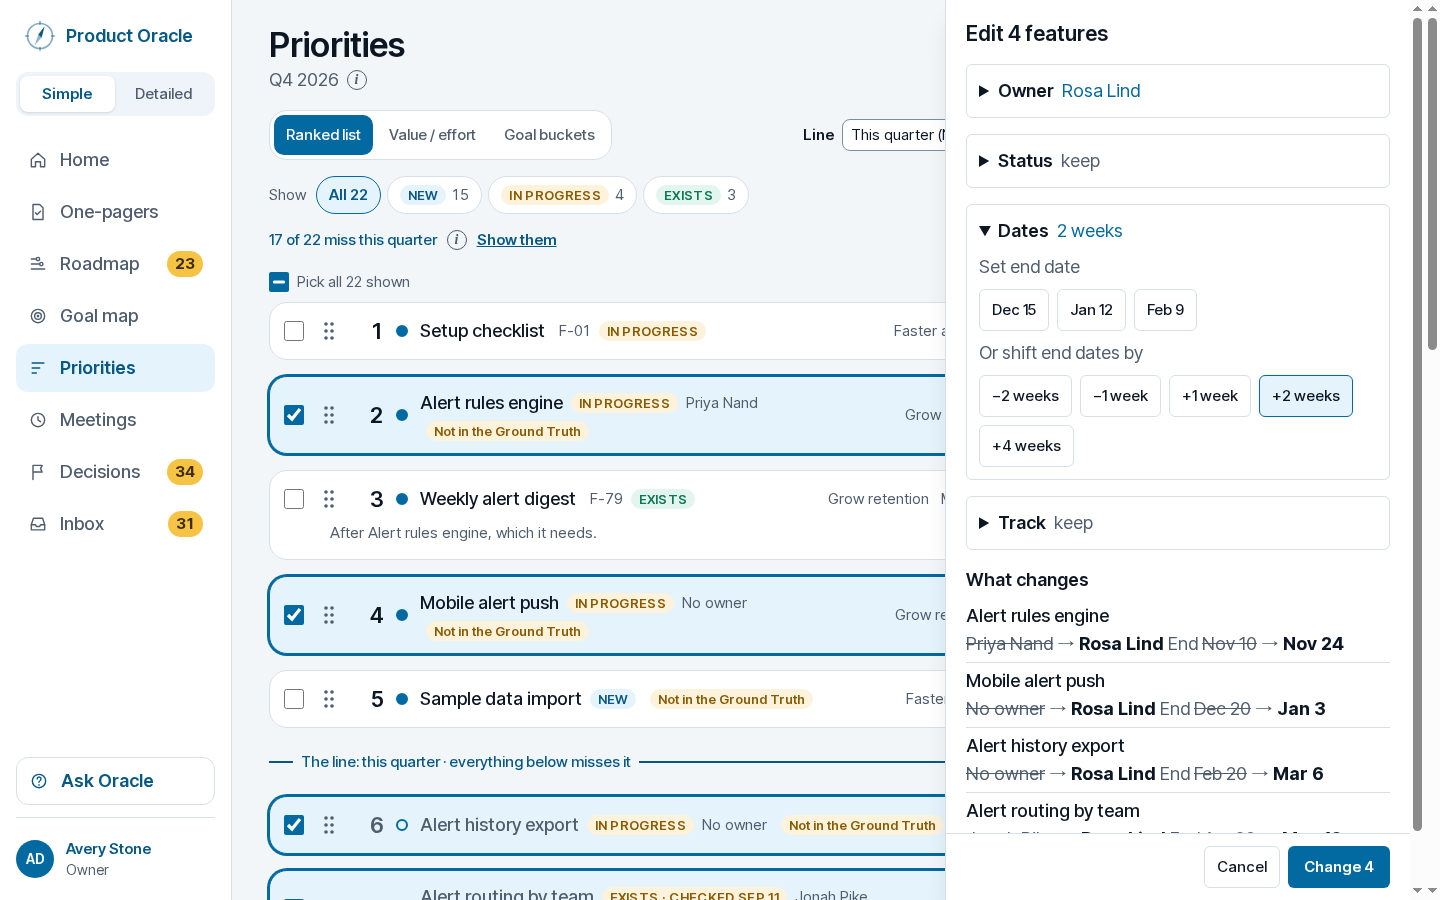 Product Oracle
Simple
Detailed
Home
One-pagers
Roadmap 23
Goal map
Priorities
Meetings
Decisions 34
Inbox 31
Ask Oracle
AD
Avery Stone
Owner
Priorities
Q4 2026 i
Ranked list
Value / effort
Goal buckets
Line
This quarter
Show
All 22
NEW 15
IN PROGRESS 4
EXISTS 3
17 of 22 miss this quarter i Show them
Pick all 22 shown
1 Setup checklist F-01 IN PROGRESS Faster
2 Alert rules engine IN PROGRESS Priya Nand Grow
Not in the Ground Truth
3 Weekly alert digest F-79 EXISTS Grow retention
After Alert rules engine, which it needs.
4 Mobile alert push IN PROGRESS No owner Grow
Not in the Ground Truth
5 Sample data import NEW Not in the Ground Truth Faster
The line: this quarter · everything below misses it
6 Alert history export IN PROGRESS No owner Not in the Ground Truth
Alert routing by team EXISTS · CHECKED SEP 11 Jonah Pike
Edit 4 features
Owner Rosa Lind
Status keep
Dates 2 weeks
Set end date
Dec 15
Jan 12
Feb 9
Or shift end dates by
−2 weeks
−1 week
+1 week
+2 weeks
+4 weeks
Track keep
What changes
Alert rules engine
Priya Nand → Rosa Lind End Nov 10 → Nov 24
Mobile alert push
No owner → Rosa Lind End Dec 20 → Jan 3
Alert history export
No owner → Rosa Lind End Feb 20 → Mar 6
Alert routing by team
Cancel
Change 4